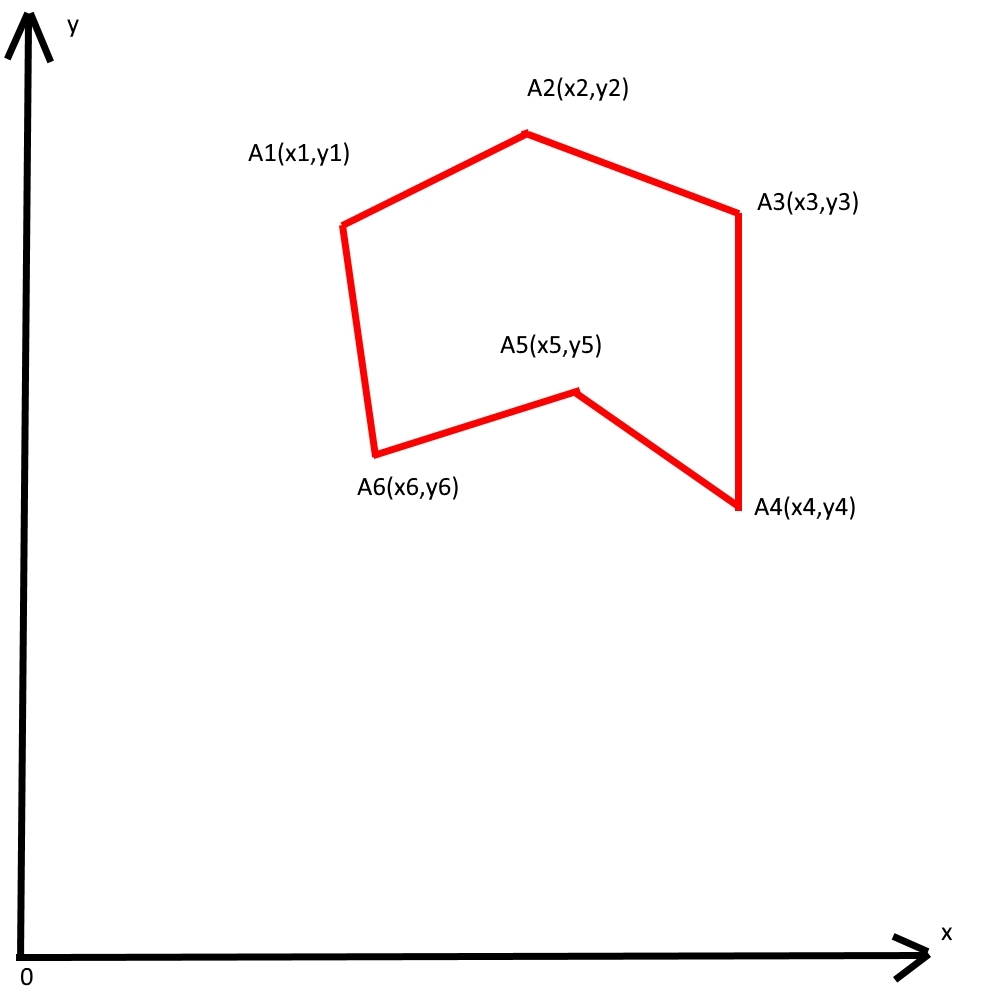 y
A2(x2,y2)
A1(x1,y1)
A3(x3,y3)
A5(x5,y5)
A6(x6,y6)
A4(x4,y4)
x
0